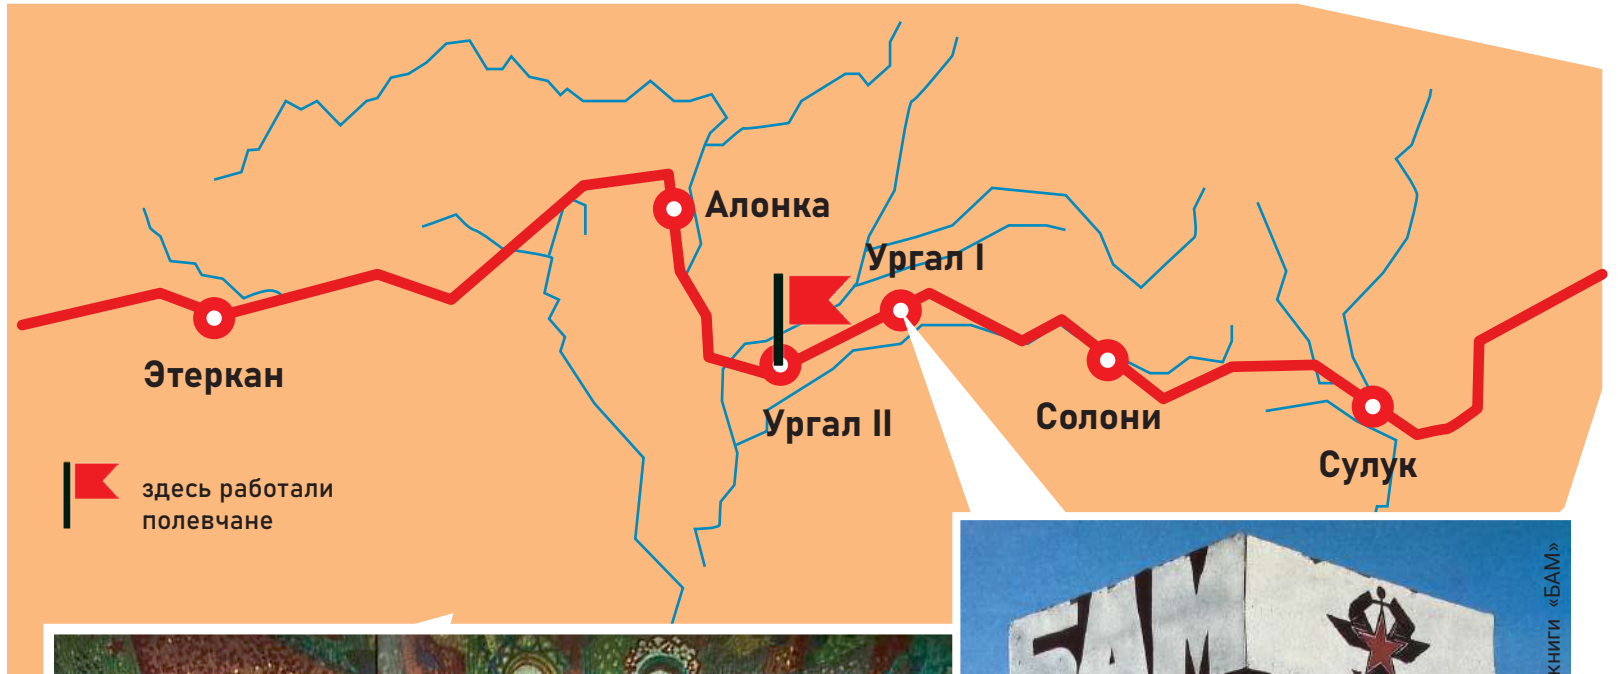 Алонка
Ургал I
Этеркан
Ургал II
Солони
Сулук
здесь работали
полевчане
книги «БАМ»
БАМ